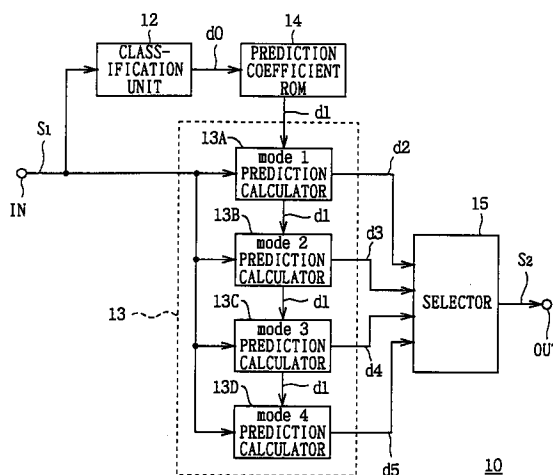 12
14
CLASS-
IFICATION
UNIT
d0
PREDICTION
COEFFICIENT
ROM
S1
d1
13A
mode 1
PREDICTION
CALCULATOR
d2
IN
13B
d1
mode 2
PREDICTION
CALCULATOR
d3
15
13C
d1
SELECTOR
S2
13
mode 3
PREDICTION
CALCULATOR
OUT
d4
13D
d1
mode 4
PREDICTION
CALCULATOR
d5
10